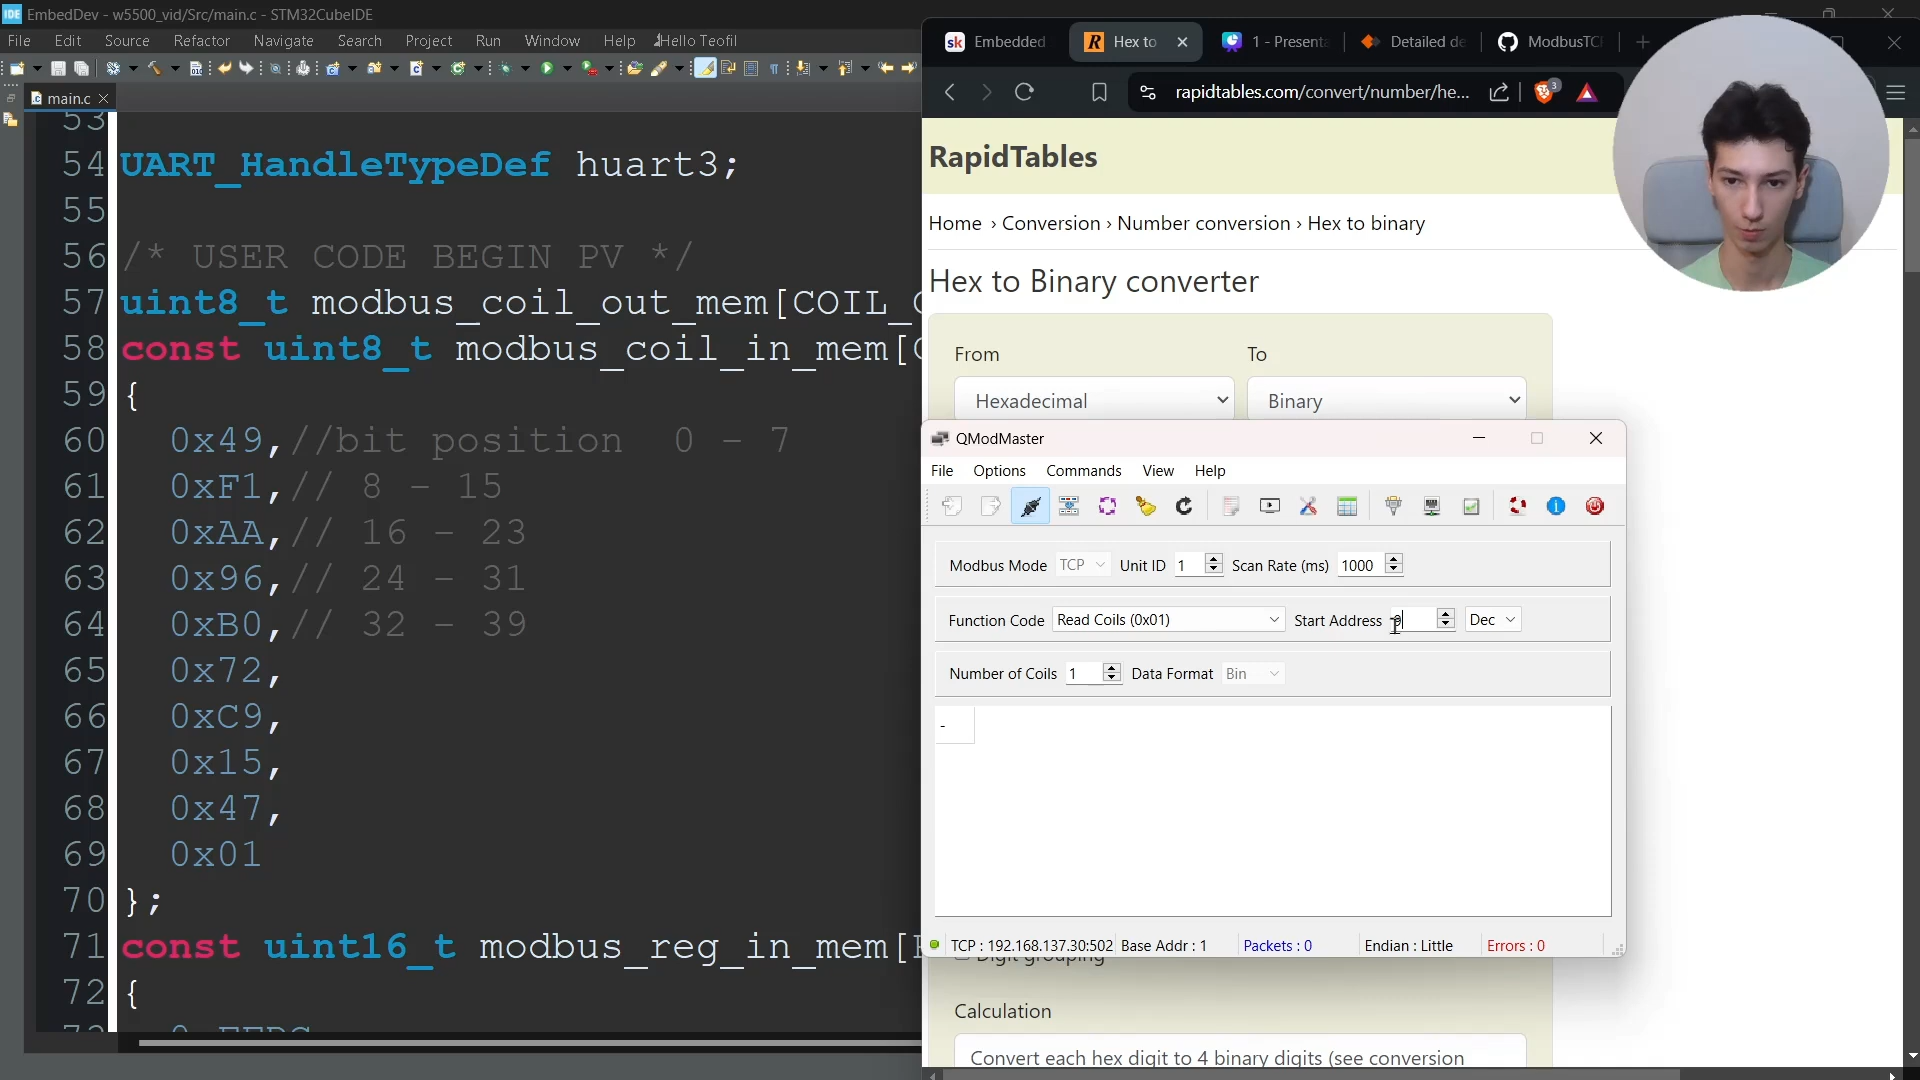 EmbedDev - w5500_vid/Src/main.c - STM32CubeIDE
File Edit Source Refactor Navigate Search Project Run Window Help Hello Teofil
main.c
53
54 UART_HandleTypeDef huart3;
55
56 /* USER CODE BEGIN PV */
57 uint8_t modbus_coil_out_mem[COIL_
58 const uint8_t modbus_coil_in_mem[
59 {
60 0x49,//bit position 0 - 7
61 0xF1,// 8 - 15
62 0xAA,// 16 - 23
63 0x96,// 24 - 31
64 0xB0,// 32 - 39
65 0x72,
66 0xC9,
67 0x15,
68 0x47,
69 0x01
70 };
71 const uint16_t modbus_reg_in_mem[
72 {
Embedded
Hex to
1 - Present
Detailed de
ModbusTC
rapidtables.com/convert/number/he...
3
RapidTables
Home › Conversion › Number conversion › Hex to binary
Hex to Binary converter
From To
Hexadecimal Binary
QModMaster
File Options Commands View Help
Modbus Mode TCP Unit ID 1 Scan Rate (ms) 1000
Function Code Read Coils (0x01) Start Address Dec
Number of Coils 1 Data Format Bin
-
TCP : 192.168.137.30:502 Base Addr : 1 Packets : 0 Endian : Little Errors : 0
Digit grouping
Calculation
Convert each hex digit to 4 binary digits (see conversion